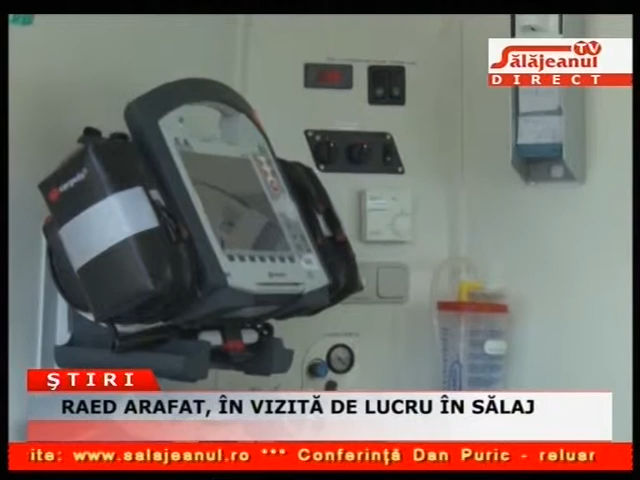 Sălăjeanul TV
DIRECT
ŞTIRI
RAED ARAFAT, ÎN VIZITĂ DE LUCRU ÎN SĂLAJ
ite: www.salajeanul.ro *** Conferinţă Dan Puric - reluar